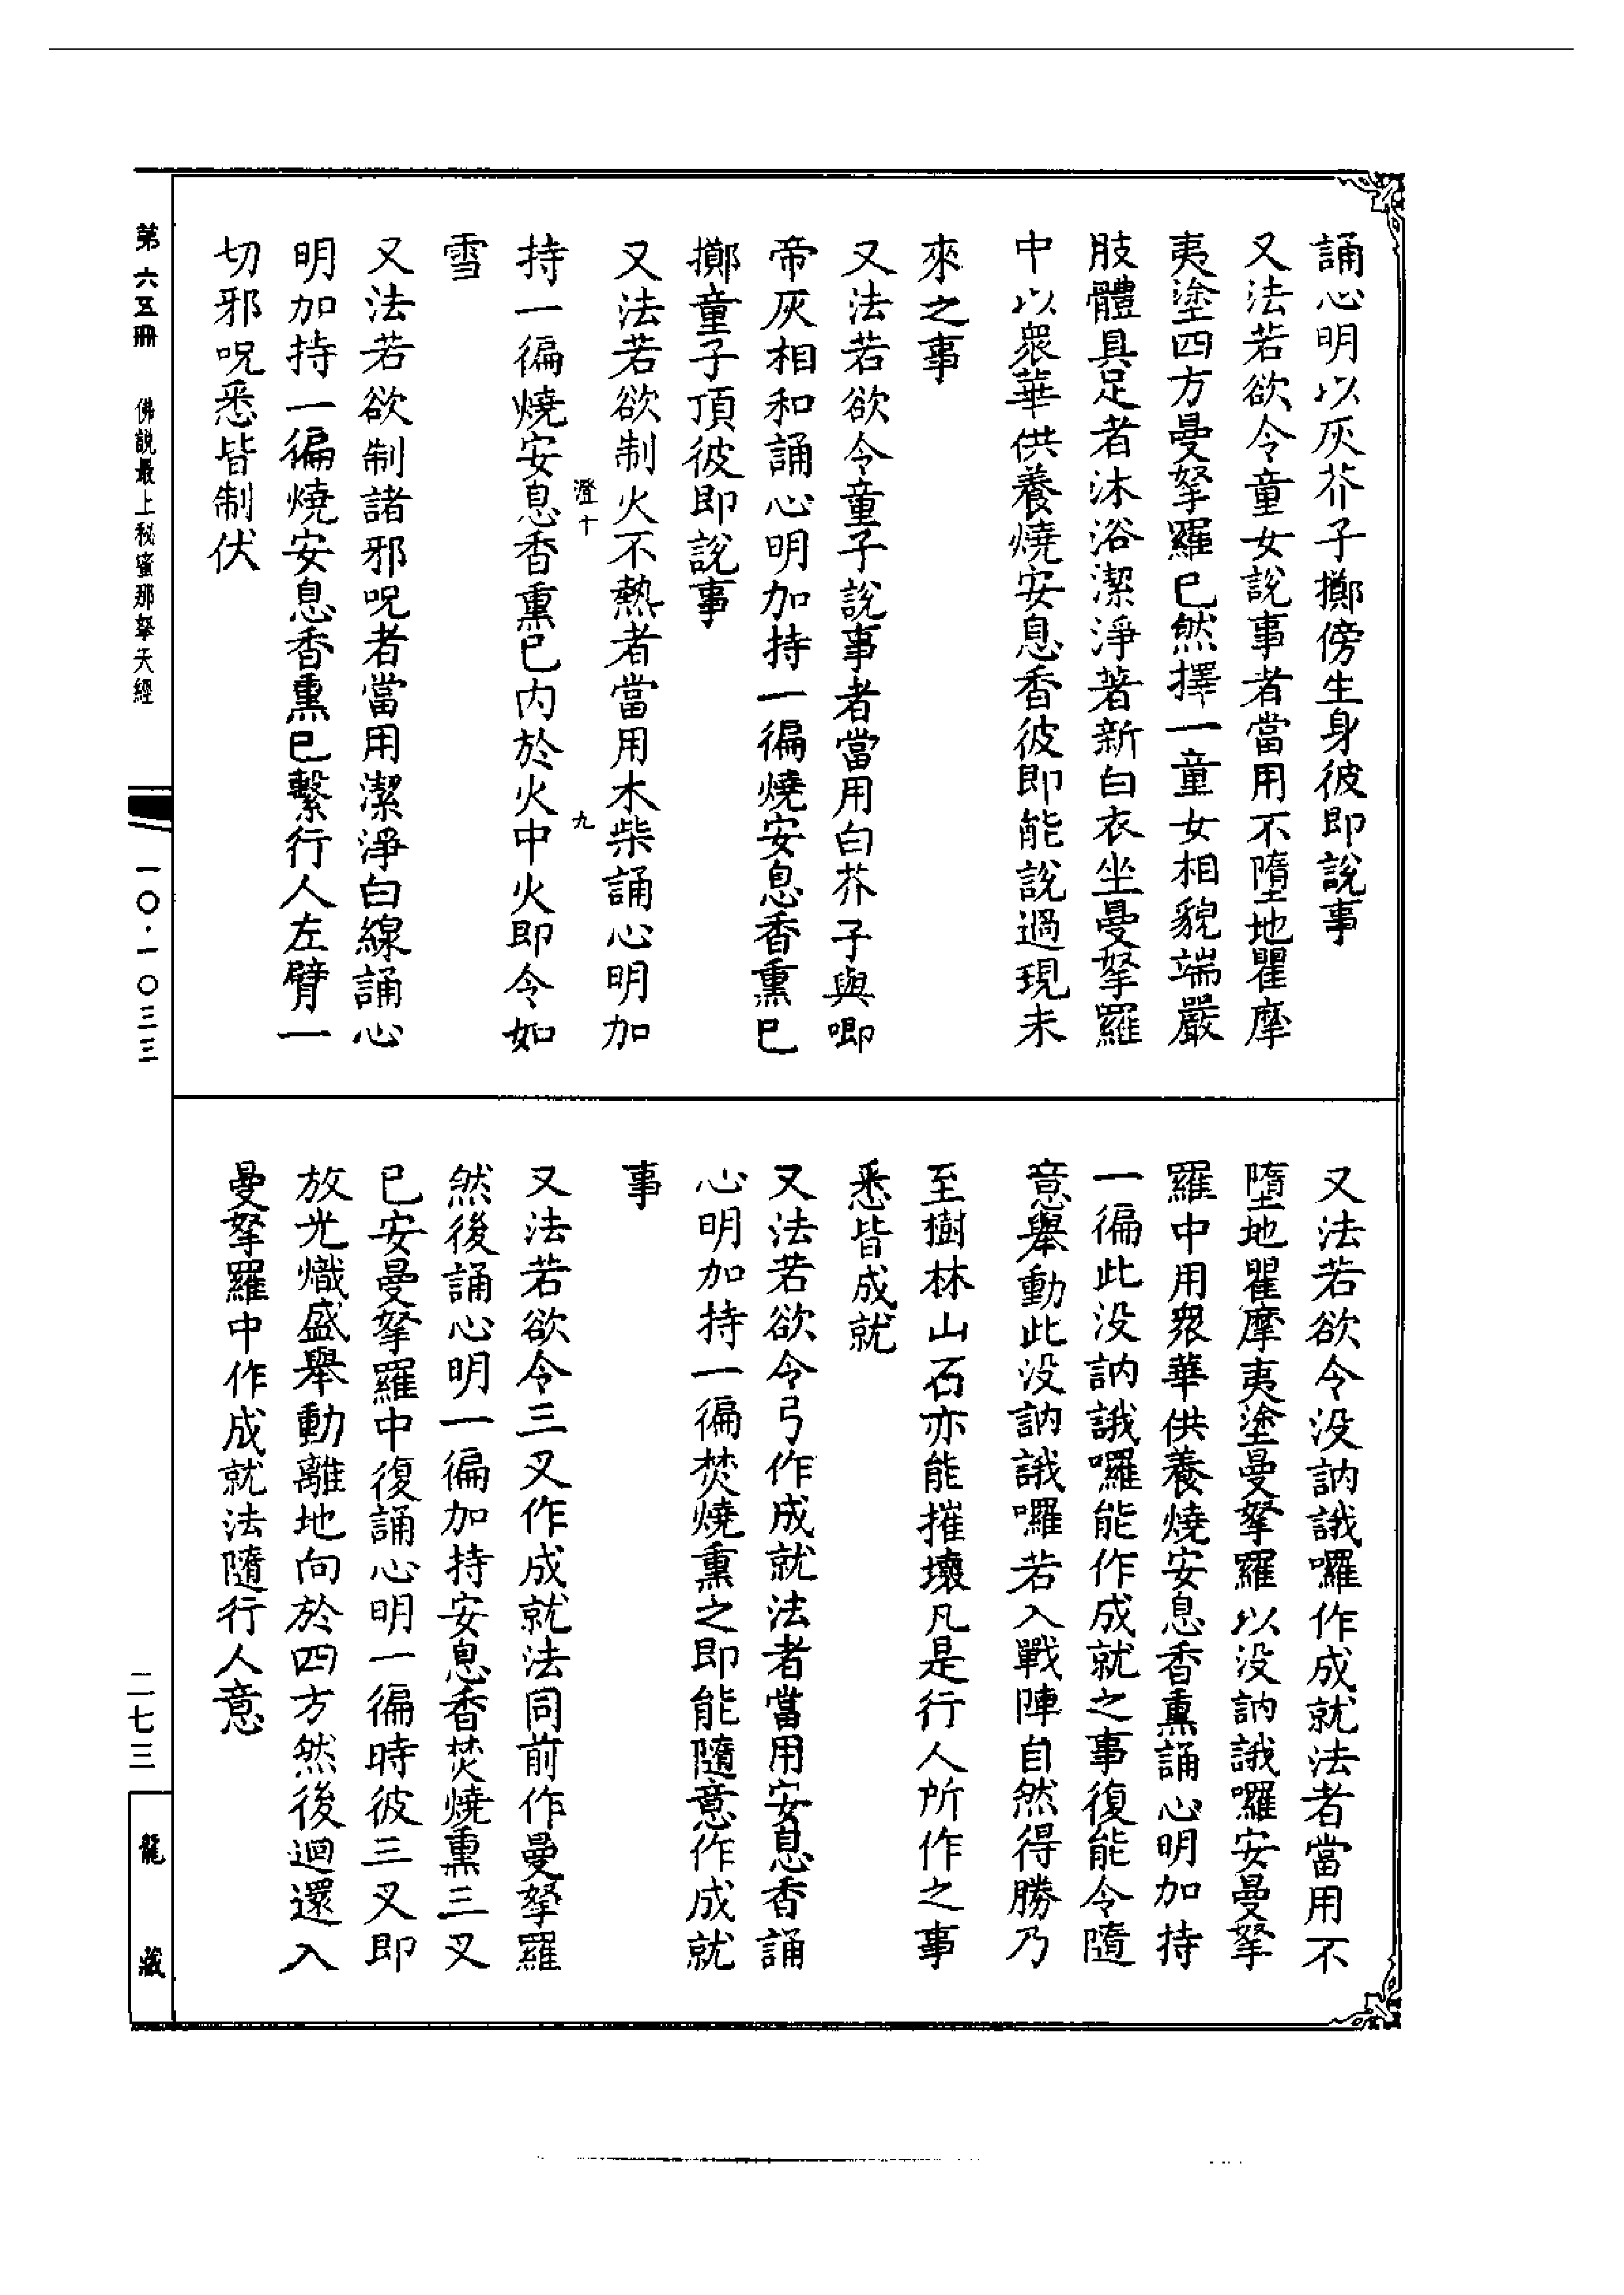 誦心明以灰芥子擲傍生身彼即說事
又法若欲令童女說事者當用不墮地瞿摩
夷塗四方曼拏羅已然擇一童女相貌端嚴
肢體具足者沐浴潔淨著新白衣坐曼拏羅
中以衆華供養燒安息香彼即能說過現未
來之事
又法若欲令童子說事者當用白芥子與唧
帝灰相和誦心明加持一徧燒安息香熏已
擲童子頂彼即說事
又法若欲制火不熱者當用木柴誦心明加
澄十
九
持一徧燒安息香熏已内於火中火即令如
雪
又法若欲制諸邪呪者當用潔淨白線誦心
明加持一徧燒安息香熏已繫行人左臂一
切邪呪悉皆制伏
又法若欲令没訥誐囉作成就法者當用不
墮地瞿摩夷塗曼拏羅以没訥誐囉安曼拏
羅中用衆華供養燒安息香熏誦心明加持
一徧此没訥誐囉能作成就之事復能令隨
意舉動此没訥誐囉若入戰陣自然得勝乃
至樹林山石亦能摧壞凡是行人所作之事
悉皆成就
又法若欲令弓作成就法者當用安息香誦
心明加持一徧焚燒熏之即能隨意作成就
事
又法若欲令三叉作成就法同前作曼拏羅
然後誦心明一徧加持安息香焚燒熏三叉
已安曼拏羅中復誦心明一徧時彼三叉即
放光熾盛舉動離地向於四方然後迴還入
曼拏羅中作成就法隨行人意
第六五冊
佛説最上秘蜜那拏天經
一〇·一〇三三
二七三
龍藏